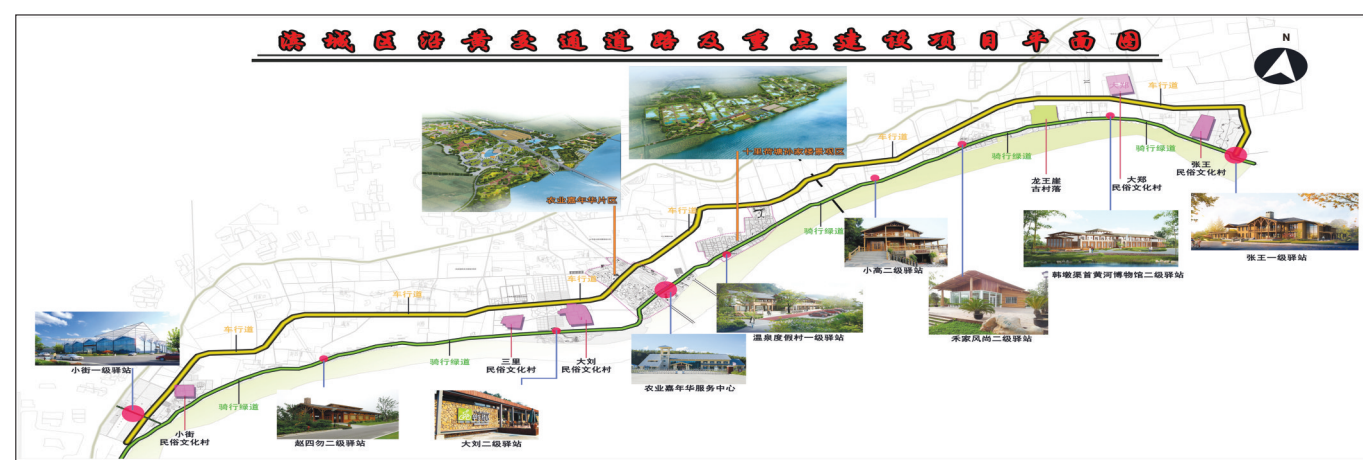 滨城区沿黄交通道路及重点建设项目平面图
N
十里荷塘孙家楼景观区
农业嘉年华片区
车行道
车行道
车行道
车行道
车行道
车行道
车行道
骑行绿道
骑行绿道
骑行绿道
骑行绿道
骑行绿道
龙王崖
古村落
大郑
民俗文化村
张王
民俗文化村
小高二级驿站
韩墩渠首黄河博物馆二级驿站
张王一级驿站
禾家风尚二级驿站
温泉度假村一级驿站
农业嘉年华服务中心
三里
民俗文化村
大刘
民俗文化村
小街一级驿站
小街
民俗文化村
赵四勿二级驿站
大刘二级驿站